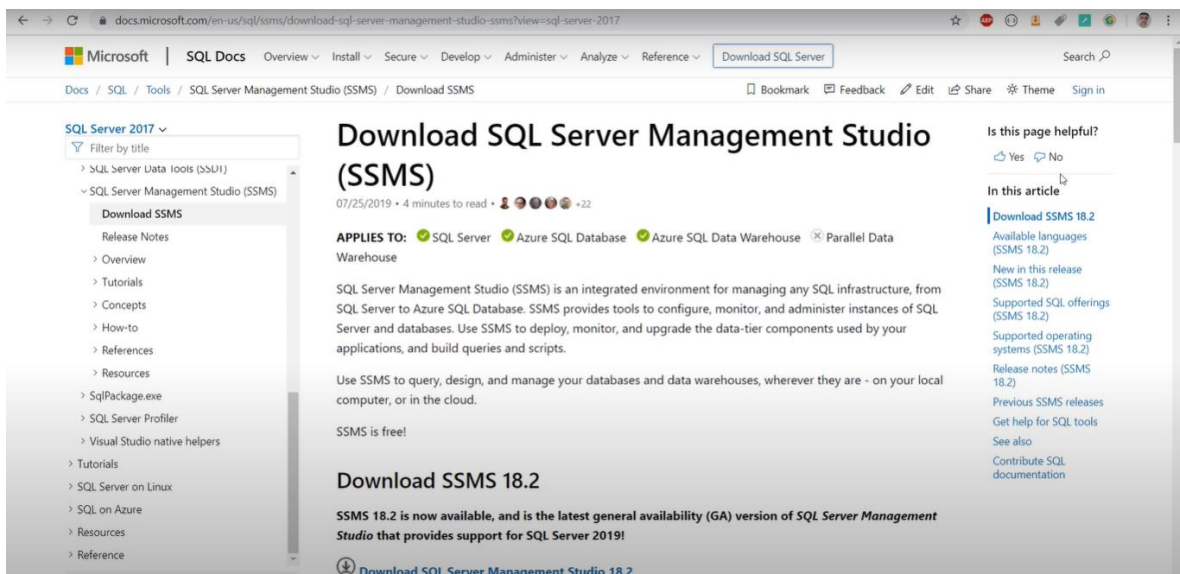 docs.microsoft.com/en-us/sql/ssms/download-sql-server-management-studio-ssms?view=sql-server-2017
ABP
Microsoft | SQL Docs Overview Install Secure Develop Administer Analyze Reference Download SQL Server Search
Docs / SQL / Tools / SQL Server Management Studio (SSMS) / Download SSMS Bookmark Feedback Edit Share Theme Sign in
SQL Server 2017
Filter by title
SQL Server Data Tools (SSDT)
SQL Server Management Studio (SSMS)
Download SSMS
Release Notes
Overview
Tutorials
Concepts
How-to
References
Resources
SqlPackage.exe
SQL Server Profiler
Visual Studio native helpers
Tutorials
SQL Server on Linux
SQL on Azure
Resources
Reference
Download SQL Server Management Studio
(SSMS)
07/25/2019 • 4 minutes to read • +22
APPLIES TO: SQL Server Azure SQL Database Azure SQL Data Warehouse Parallel Data
Warehouse
SQL Server Management Studio (SSMS) is an integrated environment for managing any SQL infrastructure, from
SQL Server to Azure SQL Database. SSMS provides tools to configure, monitor, and administer instances of SQL
Server and databases. Use SSMS to deploy, monitor, and upgrade the data-tier components used by your
applications, and build queries and scripts.
Use SSMS to query, design, and manage your databases and data warehouses, wherever they are - on your local
computer, or in the cloud.
SSMS is free!
Download SSMS 18.2
SSMS 18.2 is now available, and is the latest general availability (GA) version of SQL Server Management
Studio that provides support for SQL Server 2019!
Download SQL Server Management Studio 18.2
Is this page helpful?
Yes No
In this article
Download SSMS 18.2
Available languages
(SSMS 18.2)
New in this release
(SSMS 18.2)
Supported SQL offerings
(SSMS 18.2)
Supported operating
systems (SSMS 18.2)
Release notes (SSMS
18.2)
Previous SSMS releases
Get help for SQL tools
See also
Contribute SQL
documentation